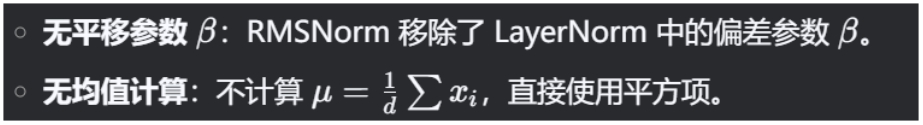 无平移参数 β：RMSNorm 移除了 LayerNorm 中的偏差参数 β。
无均值计算：不计算 μ = 1/d ∑ xᵢ，直接使用平方项。